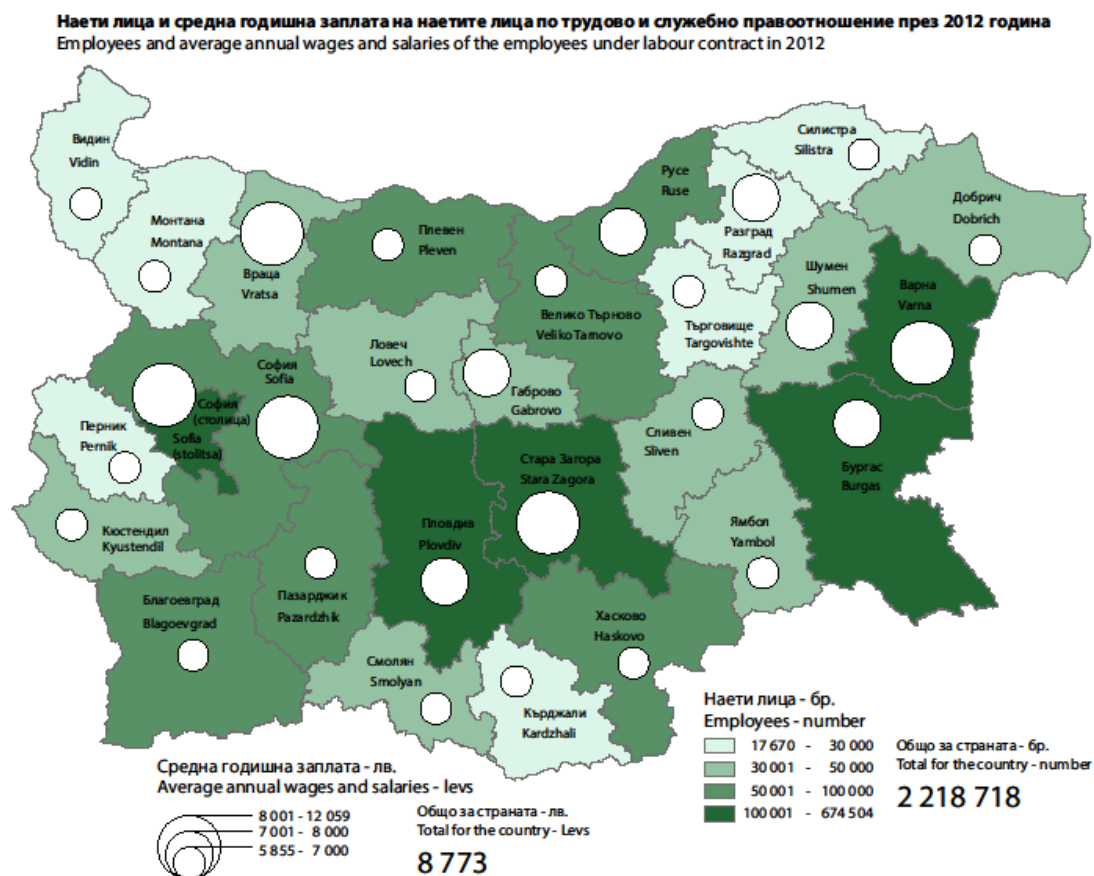 Наети лица и средна годишна заплата на наетите лица по трудово и служебно правоотношение през 2012 година
Employees and average annual wages and salaries of the employees under labour contract in 2012
Видин
Vidin
Монтана
Montana
Враца
Vratsa
Плевен
Pleven
Русе
Ruse
Силистра
Silistra
Разград
Razgrad
Добрич
Dobrich
Шумен
Shumen
Варна
Varna
Търговище
Targovishte
Велико Търново
Veliko Tarnovo
Ловеч
Lovech
Габрово
Gabrovo
София
Sofia
София
(столица)
Sofia
(stolitsa)
Перник
Pernik
Кюстендил
Kyustendil
Сливен
Sliven
Бургас
Burgas
Стара Загора
Stara Zagora
Пловдив
Plovdiv
Ямбол
Yambol
Пазарджик
Pazardzhik
Благоевград
Blagoevgrad
Хасково
Haskovo
Смолян
Smolyan
Кърджали
Kardzhali
Средна годишна заплата - лв.
Average annual wages and salaries - levs
8 001 - 12 059
7 001 - 8 000
5 855 - 7 000
Общо за страната - лв.
Total for the country - Levs
8 773
Наети лица - бр.
Employees - number
17 670 - 30 000
30 001 - 50 000
50 001 - 100 000
100 001 - 674 504
Общо за страната - бр.
Total for the country - number
2 218 718